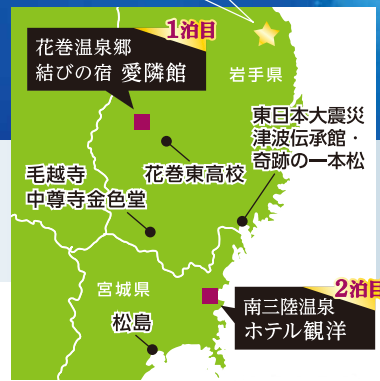 1泊目
花巻温泉郷
結びの宿 愛隣館
岩手県
東日本大震災
津波伝承館・
奇跡の一本松
花巻東高校
毛越寺
中尊寺金色堂
宮城県
2泊目
南三陸温泉
ホテル観洋
松島